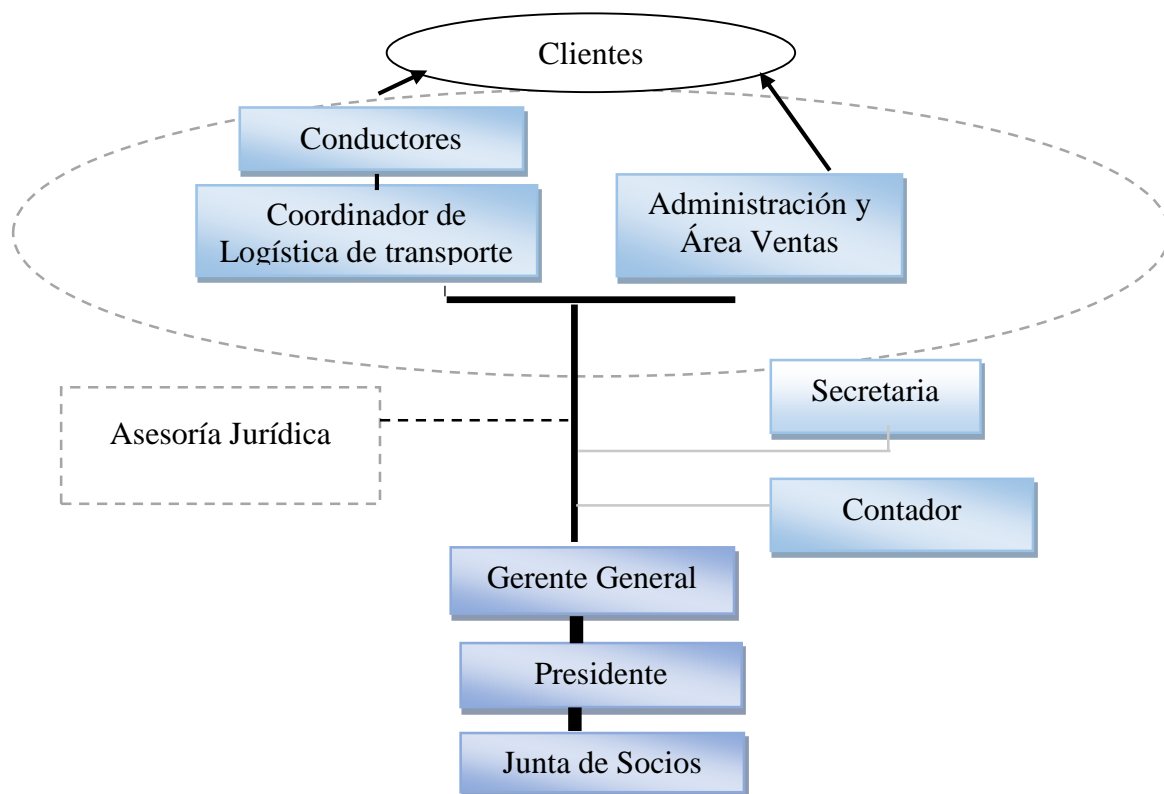 Clientes
Conductores
Coordinador de
Logística de transporte
Administración y
Área Ventas
Secretaria
Asesoría Jurídica
Contador
Gerente General
Presidente
Junta de Socios